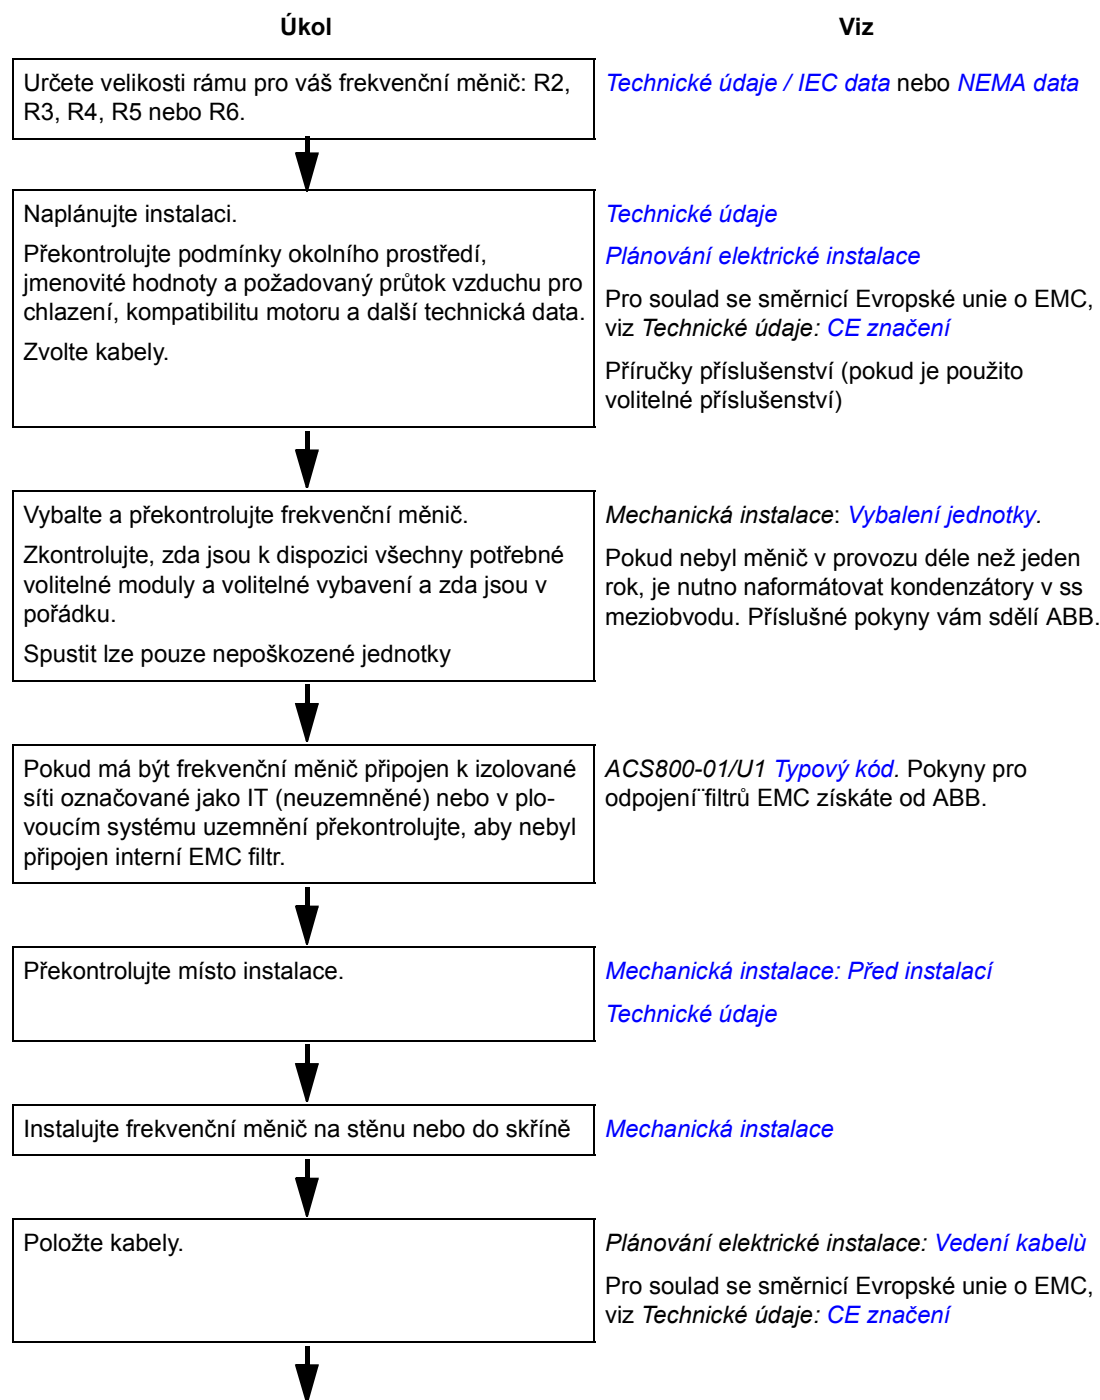 Úkol
Viz
Určete velikosti rámu pro váš frekvenční měnič: R2,
R3, R4, R5 nebo R6.
Technické údaje / IEC data nebo NEMA data
Naplánujte instalaci.
Překontrolujte podmínky okolního prostředí,
jmenovité hodnoty a požadovaný průtok vzduchu pro
chlazení, kompatibilitu motoru a další technická data.
Zvolte kabely.
Technické údaje
Plánování elektrické instalace
Pro soulad se směrnicí Evropské unie o EMC,
viz Technické údaje: CE značení
Příručky příslušenství (pokud je použito
volitelné příslušenství)
Vybalte a překontrolujte frekvenční měnič.
Zkontrolujte, zda jsou k dispozici všechny potřebné
volitelné moduly a volitelné vybavení a zda jsou v
pořádku.
Spustit lze pouze nepoškozené jednotky
Mechanická instalace: Vybalení jednotky.
Pokud nebyl měnič v provozu déle než jeden
rok, je nutno naformátovat kondenzátory v ss
meziobvodu. Příslušné pokyny vám sdělí ABB.
Pokud má být frekvenční měnič připojen k izolované
síti označované jako IT (neuzemněné) nebo v plo-
voucím systému uzemnění překontrolujte, aby nebyl
připojen interní EMC filtr.
ACS800-01/U1 Typový kód. Pokyny pro
odpojení¨filtrů EMC získáte od ABB.
Překontrolujte místo instalace.
Mechanická instalace: Před instalací
Technické údaje
Instalujte frekvenční měnič na stěnu nebo do skříně
Mechanická instalace
Položte kabely.
Plánování elektrické instalace: Vedení kabelù
Pro soulad se směrnicí Evropské unie o EMC,
viz Technické údaje: CE značení